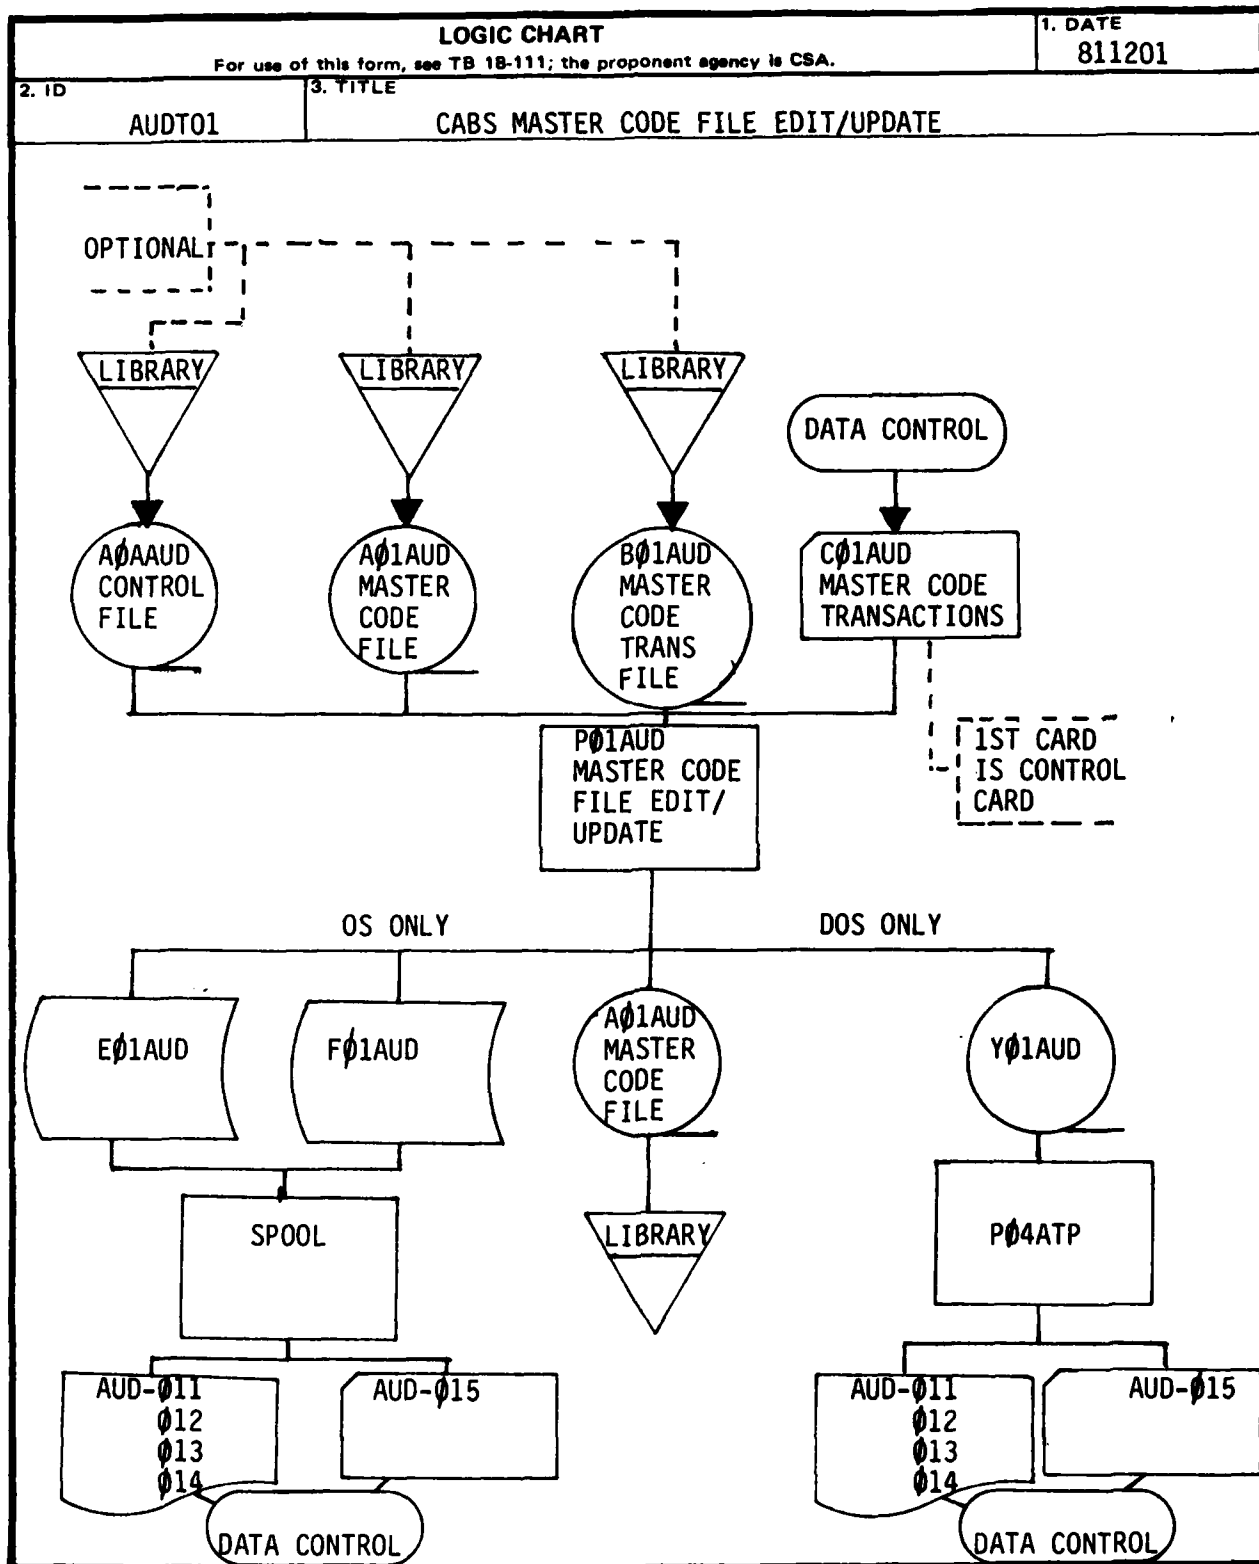 LOGIC CHART
For use of this form, see TB 18-111; the proponent agency is CSA.
1. DATE
811201
2. ID
AUDT01
3. TITLE
CABS MASTER CODE FILE EDIT/UPDATE
OPTIONAL
LIBRARY
LIBRARY
LIBRARY
DATA CONTROL
AØAAUD
CONTROL
FILE
AØ1AUD
MASTER
CODE
FILE
BØ1AUD
MASTER
CODE
TRANS
FILE
CØ1AUD
MASTER CODE
TRANSACTIONS
1ST CARD
IS CONTROL
CARD
PØ1AUD
MASTER CODE
FILE EDIT/
UPDATE
OS ONLY
DOS ONLY
EØ1AUD
FØ1AUD
AØ1AUD
MASTER
CODE
FILE
YØ1AUD
SPOOL
LIBRARY
PØ4ATP
AUD-Ø11
Ø12
Ø13
Ø14
AUD-Ø15
DATA CONTROL
AUD-Ø11
Ø12
Ø13
Ø14
AUD-Ø15
DATA CONTROL